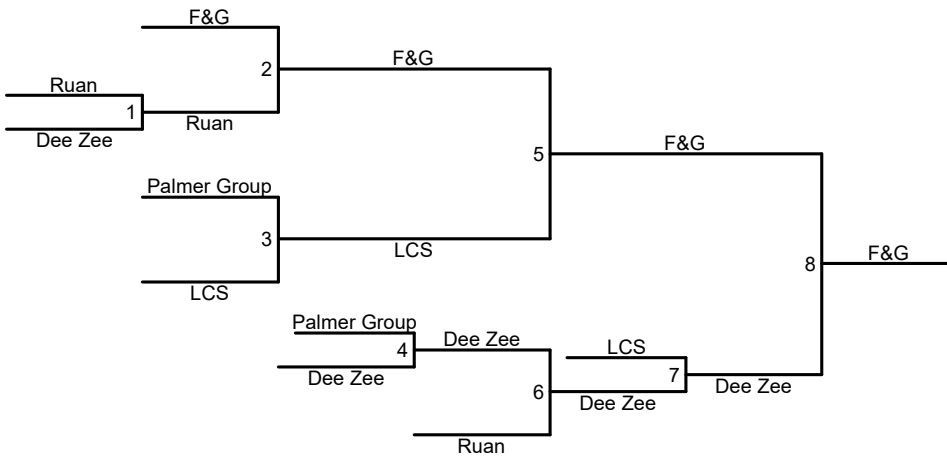 F&G
2
F&G
Ruan
1
Ruan
Dee Zee
5
F&G
Palmer Group
3
LCS
LCS
8
F&G
Palmer Group
4
Dee Zee
Dee Zee
LCS
7
Dee Zee
6
Dee Zee
Ruan